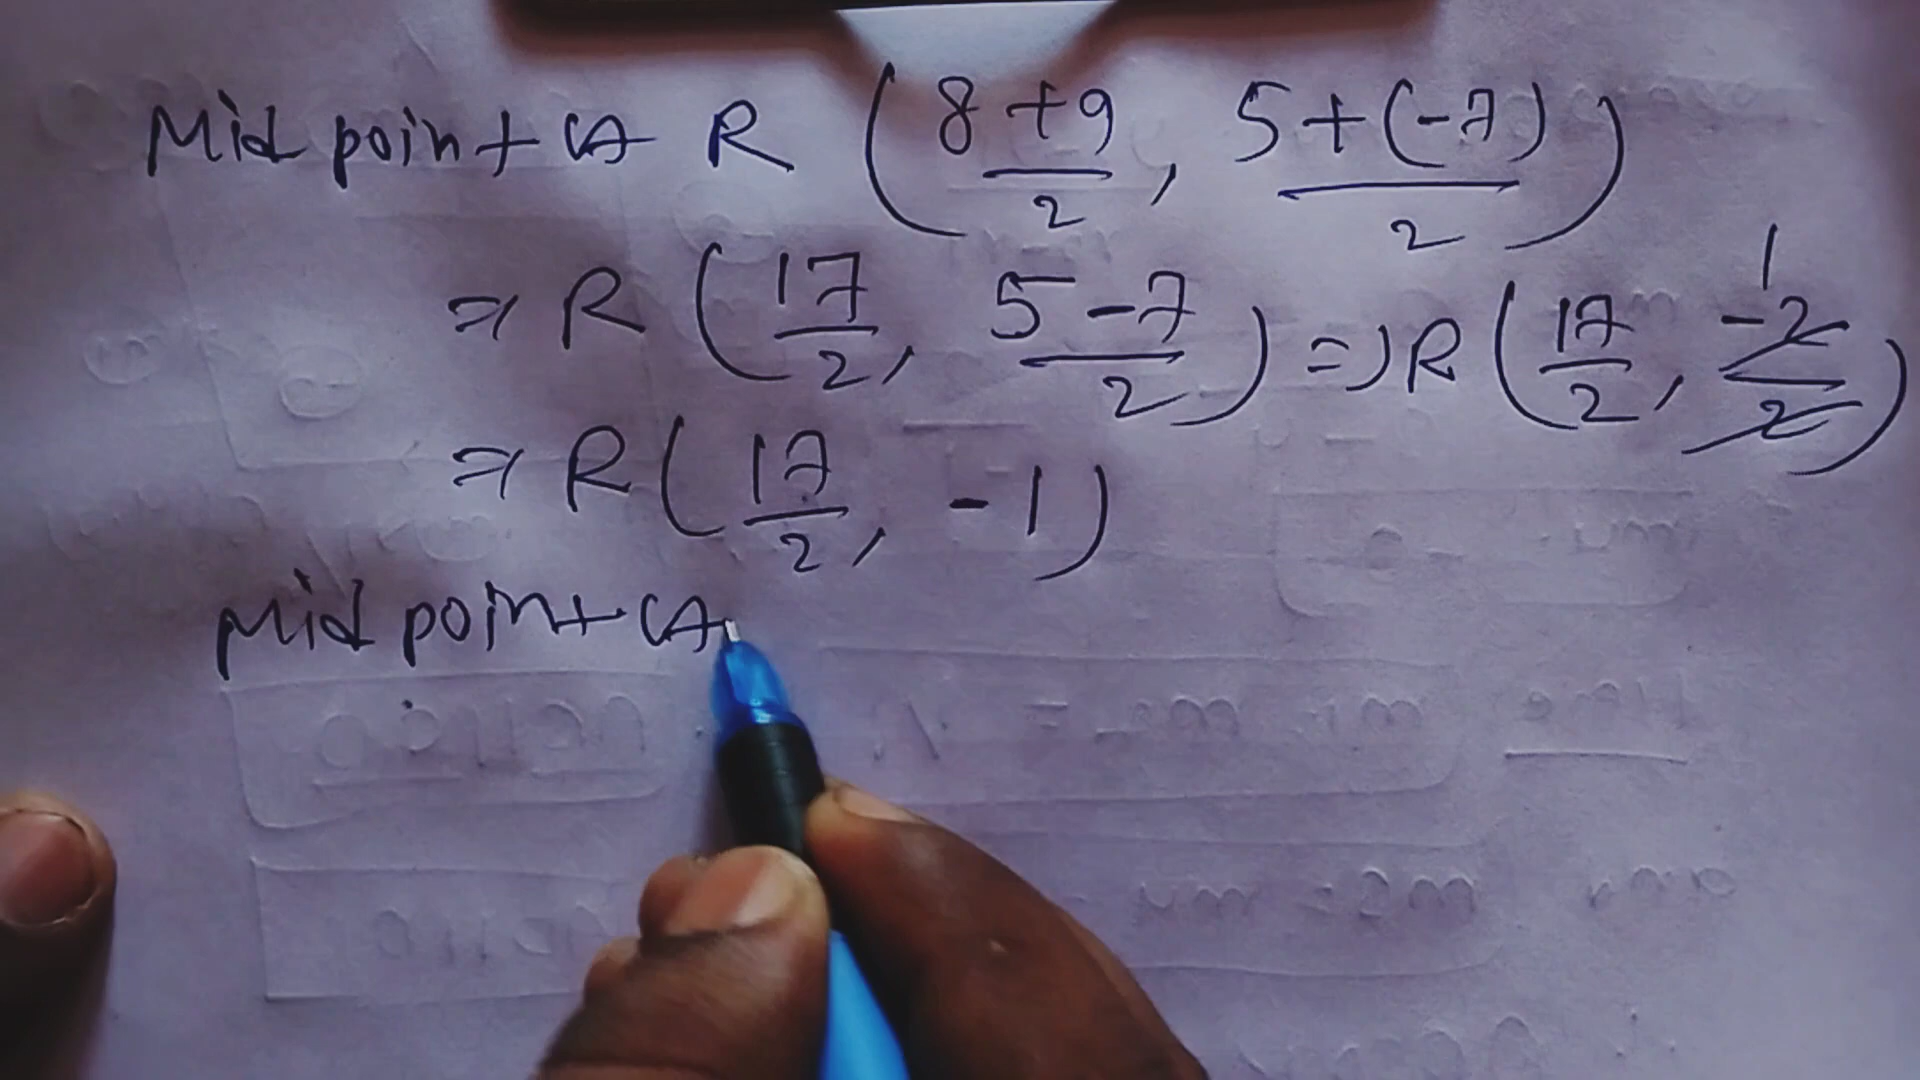 Mid point CA R (8+9/2, 5+(-7)/2)
⇒ R (17/2, 5-7/2) ⇒ R (17/2, -2/2) 1
⇒ R (17/2, -1)
Mid point CA